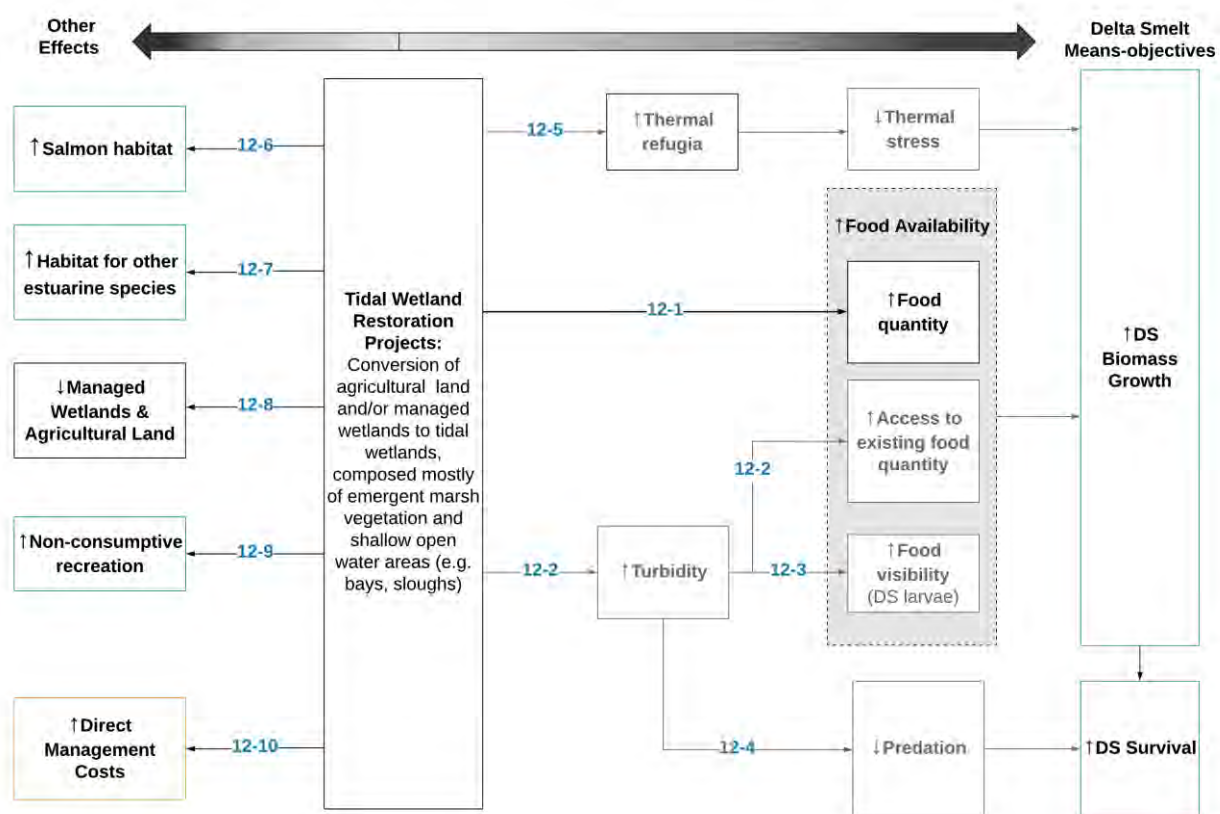 Other
Effects
Delta Smelt
Means-objectives
↑Salmon habitat
12-6
12-5
↑Thermal
refugia
↓Thermal
stress
↑Habitat for other
estuarine species
12-7
↓Managed
Wetlands &
Agricultural Land
12-8
↑Non-consumptive
recreation
12-9
↑Direct
Management
Costs
12-10
Tidal Wetland
Restoration
Projects:
Conversion of
agricultural land
and/or managed
wetlands to tidal
wetlands,
composed mostly
of emergent marsh
vegetation and
shallow open
water areas (e.g.
bays, sloughs)
12-1
↑Food Availability
↑Food
quantity
↑Access to
existing food
quantity
12-2
12-2
↑Turbidity
12-3
↑Food
visibility
(DS larvae)
12-4
↓Predation
↑DS
Biomass
Growth
↑DS Survival